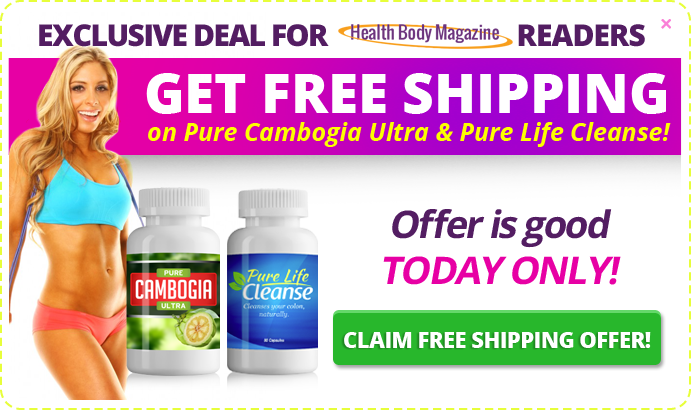 EXCLUSIVE DEAL FOR Health Body Magazine READERS
×
GET FREE SHIPPING
on Pure Cambogia Ultra & Pure Life Cleanse!
Offer is good
TODAY ONLY!
PURE
CAMBOGIA
ULTRA
Pure Life
Cleanse
Cleanses your colon,
naturally.
30 Capsules
CLAIM FREE SHIPPING OFFER!